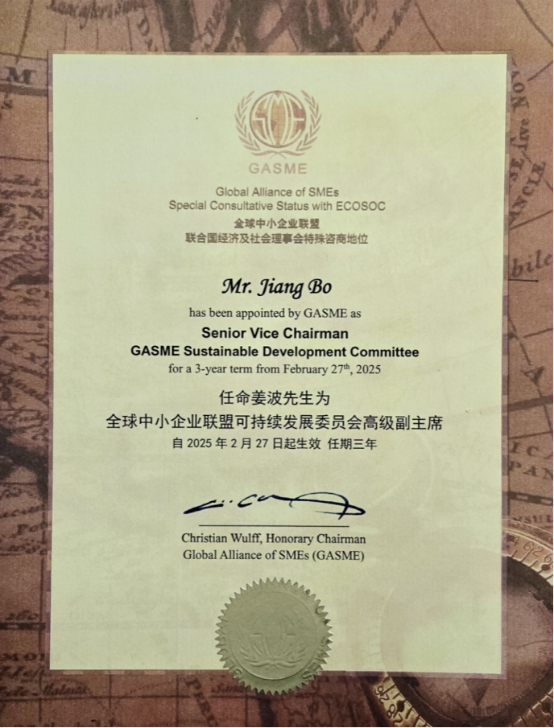 GASME
Global Alliance of SMEs
Special Consultative Status with ECOSOC
全球中小企业联盟
联合国经济及社会理事会特殊咨商地位
Mr. Jiang Bo
has been appointed by GASME as
Senior Vice Chairman
GASME Sustainable Development Committee
for a 3-year term from February 27th, 2025
任命姜波先生为
全球中小企业联盟可持续发展委员会高级副主席
自 2025 年 2 月 27 日起生效 任期三年
Christian Wulff, Honorary Chairman
Global Alliance of SMEs (GASME)